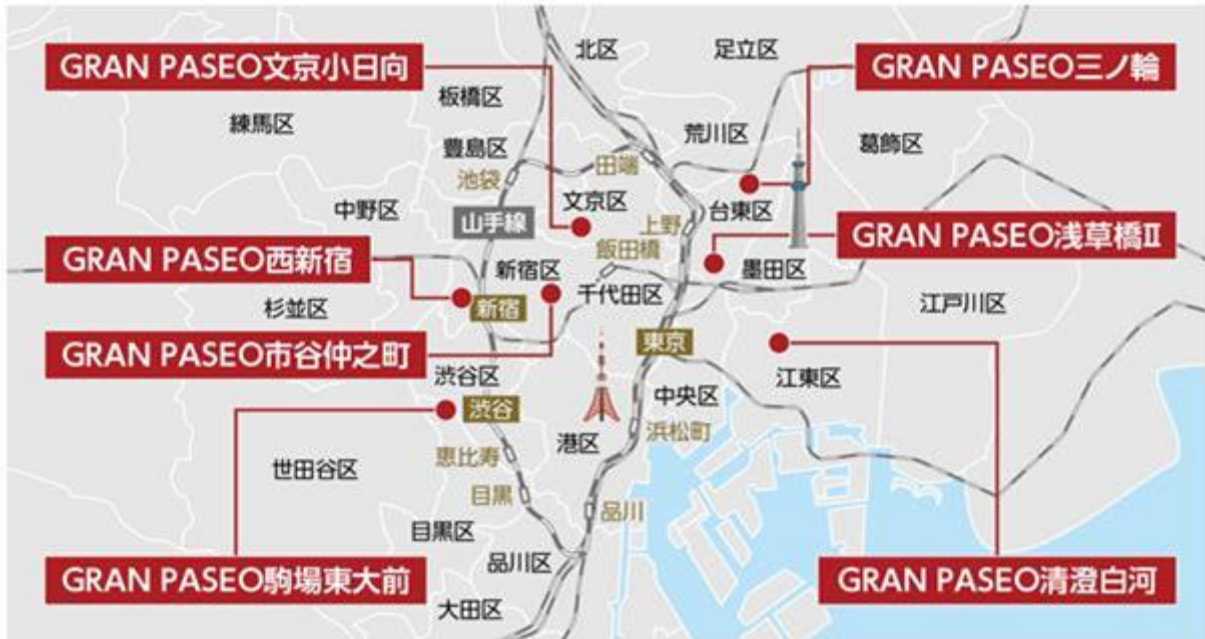 北区
足立区
GRAN PASEO文京小日向
GRAN PASEO三ノ輪
板橋区
練馬区
荒川区
葛飾区
豊島区
田端
池袋
中野区
文京区
台東区
山手線
上野
GRAN PASEO浅草橋Ⅱ
飯田橋
GRAN PASEO西新宿
新宿区
墨田区
千代田区
杉並区
新宿
江戸川区
GRAN PASEO市谷仲之町
東京
渋谷区
江東区
中央区
渋谷
浜松町
恵比寿
港区
世田谷区
目黒
品川
目黒区
品川区
GRAN PASEO駒場東大前
GRAN PASEO清澄白河
大田区